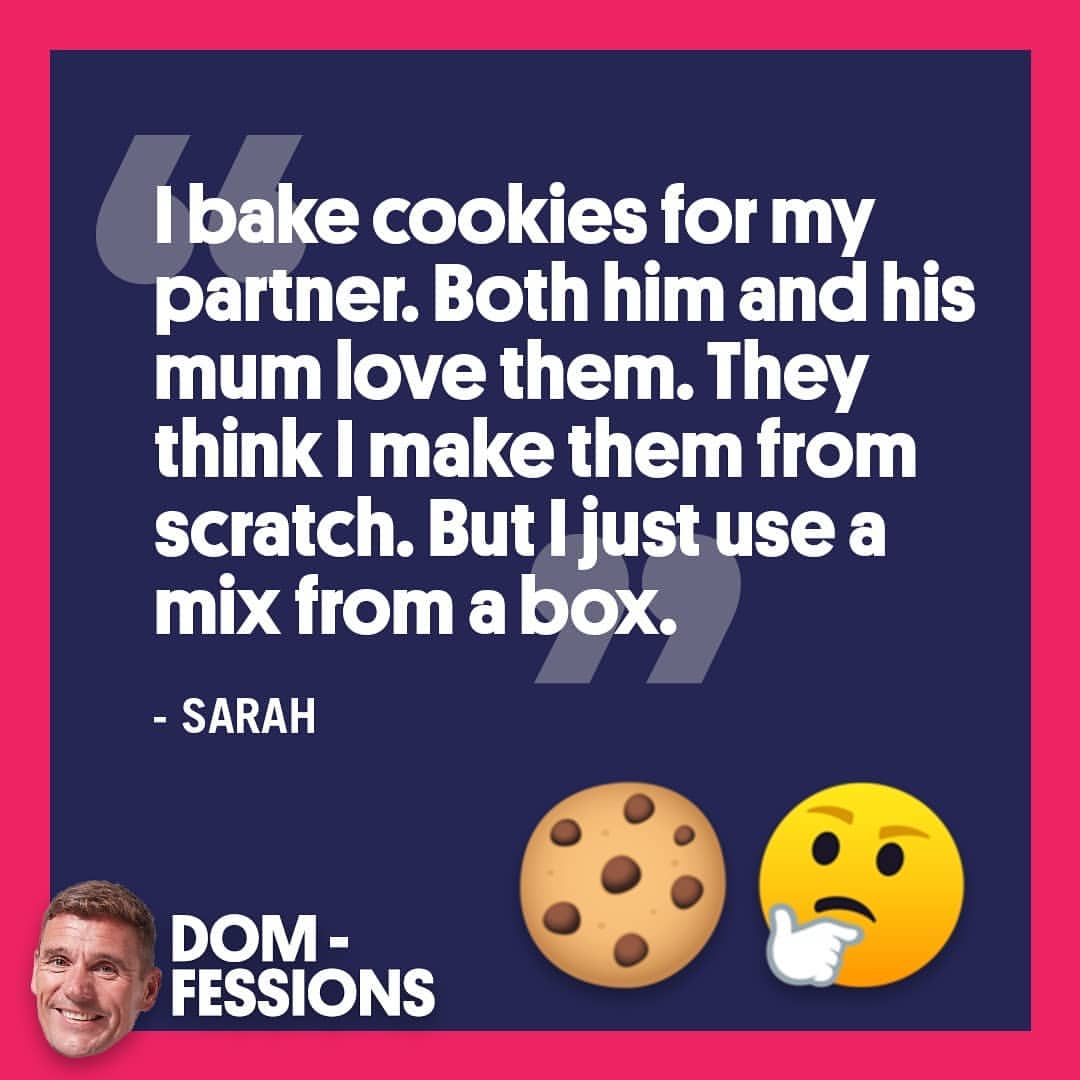 I bake cookies for my
partner. Both him and his
mum love them. They
think I make them from
scratch. But I just use a
mix from a box.
- SARAH
DOM -
FESSIONS